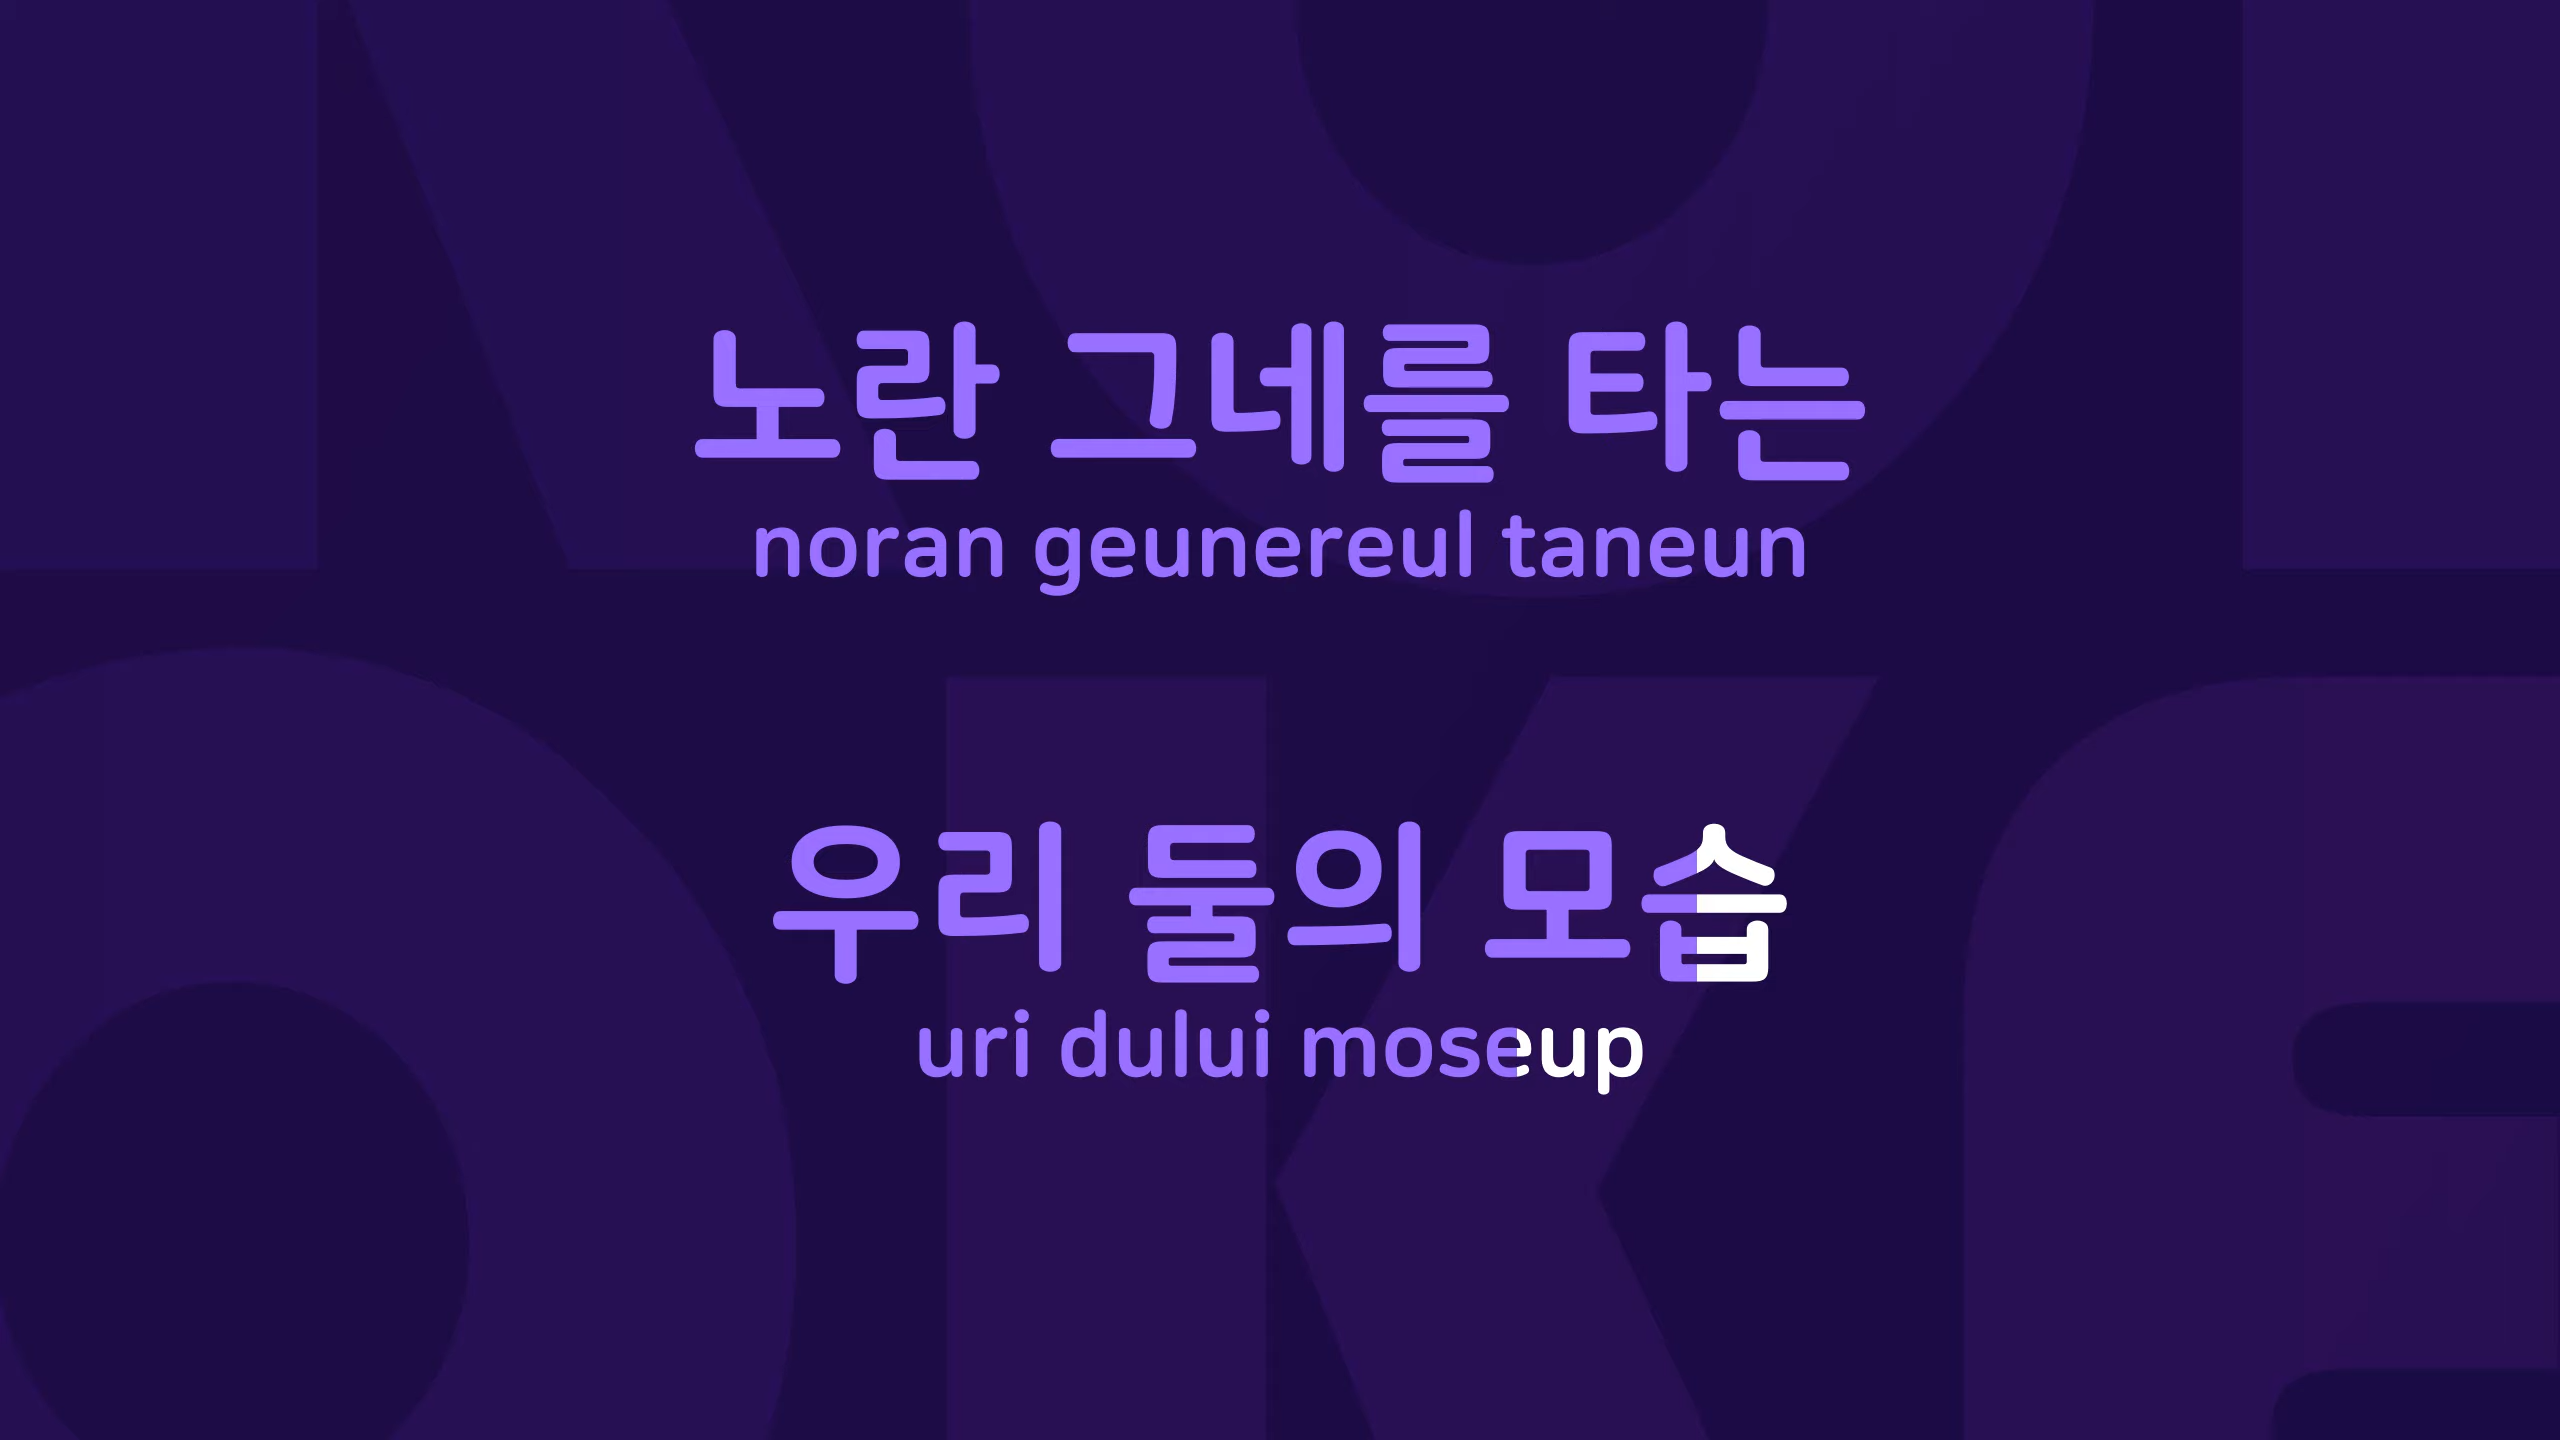 노란 그네를 타는
noran geunereul taneun
우리 둘의 모습
uri dului moseup